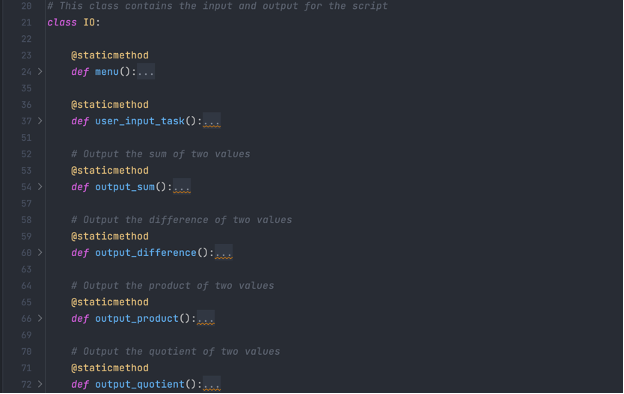 20 # This class contains the input and output for the script
21 class IO:
22
23 @staticmethod
24 def menu():...
35
36 @staticmethod
37 def user_input_task():...
51
52 # Output the sum of two values
53 @staticmethod
54 def output_sum():...
57
58 # Output the difference of two values
59 @staticmethod
60 def output_difference():...
63
64 # Output the product of two values
65 @staticmethod
66 def output_product():...
69
70 # Output the quotient of two values
71 @staticmethod
72 def output_quotient():...